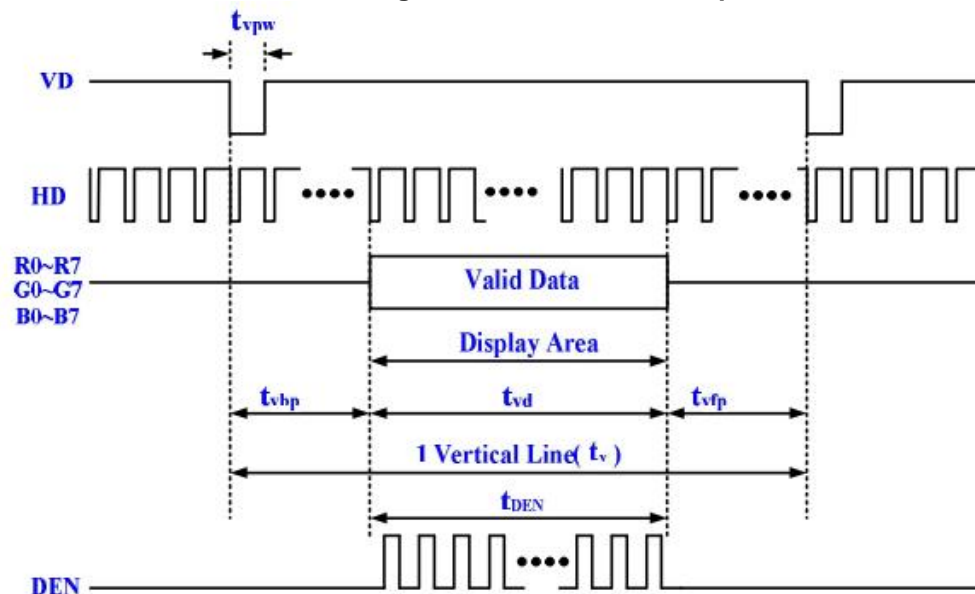 tvpw
VD
HD
R0~R7
G0~G7
B0~B7
Valid Data
Display Area
tvbp
tvd
tvfp
1 Vertical Line( tv )
tDEN
DEN